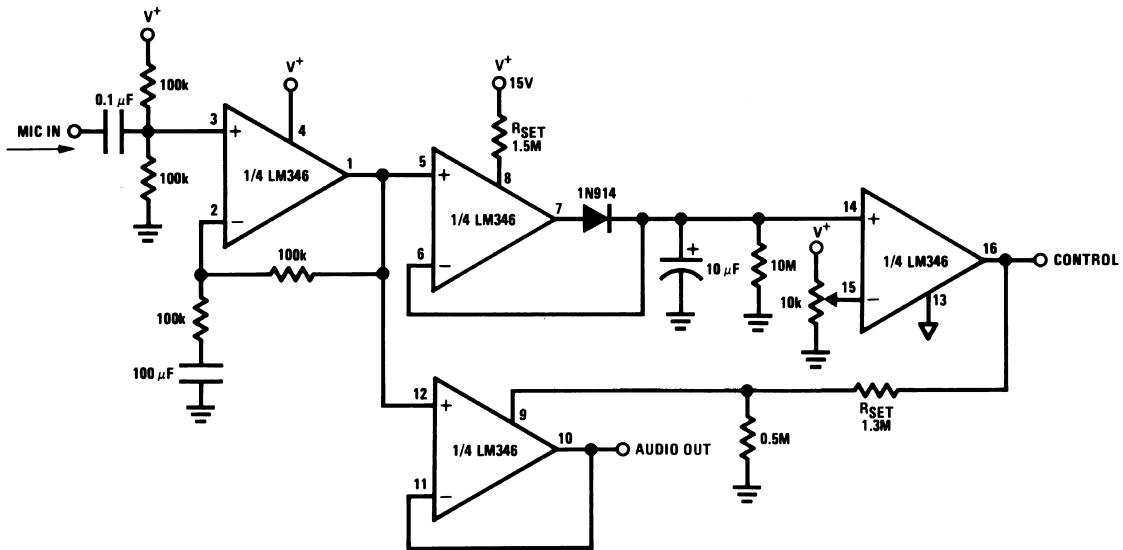 V+
100k
0.1 µF
MIC IN
100k
3
+
V+
4
1/4 LM346
1
2
−
100k
100k
100 µF
V+
15V
RSET
1.5M
5
+
8
1/4 LM346
7
6
−
1N914
+
10 µF
10M
V+
10k
14
+
1/4 LM346
16
CONTROL
15
−
13
12
+
9
1/4 LM346
10
AUDIO OUT
11
−
0.5M
RSET
1.3M